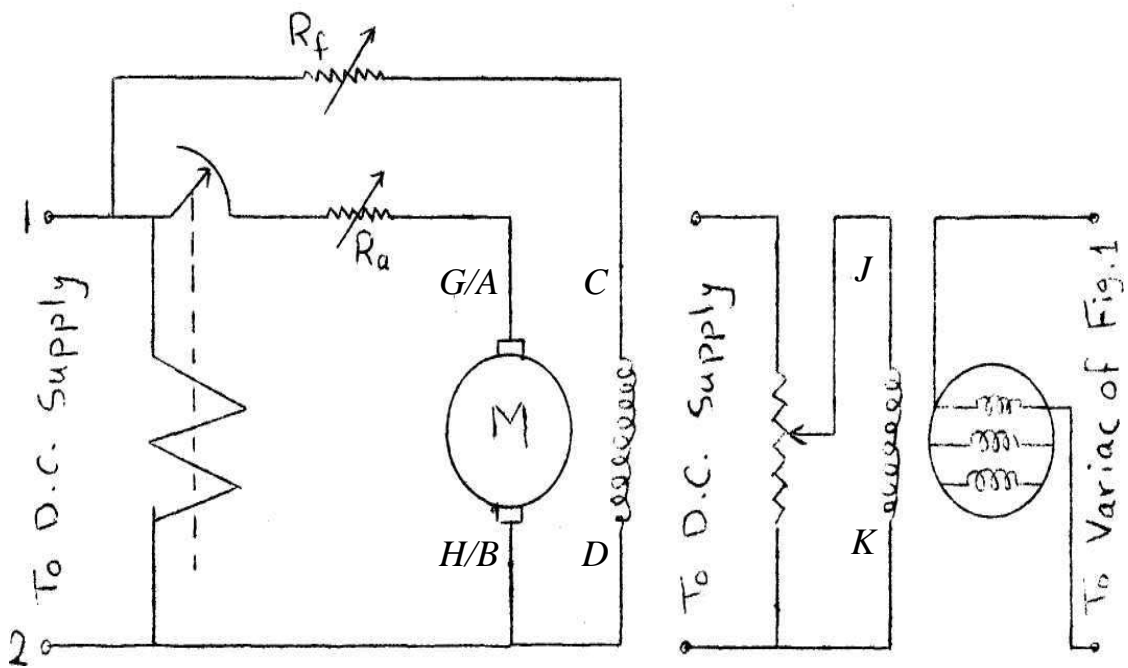 R_f
1
R_a
G/A
C
J
M
H/B
D
K
2
To D.C. Supply
To D.C. Supply
To Variac of Fig.1